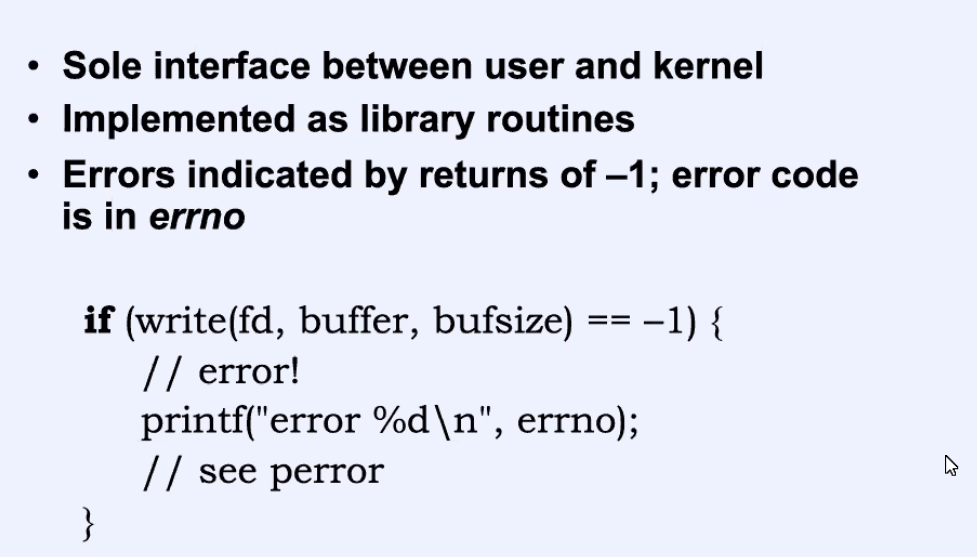 • Sole interface between user and kernel
• Implemented as library routines
• Errors indicated by returns of –1; error code
is in errno
if (write(fd, buffer, bufsize) == –1) {
// error!
printf("error %d\n", errno);
// see perror
}